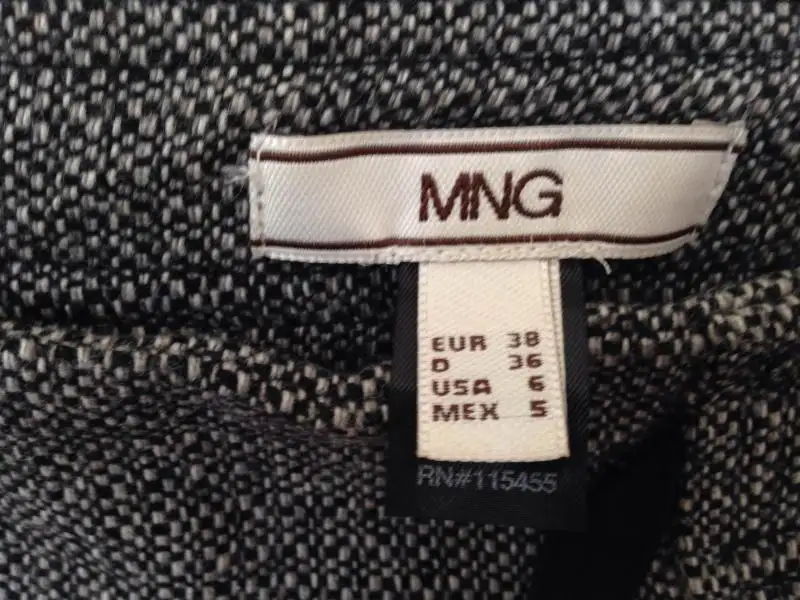 MNG
EUR 38
D 36
USA 6
MEX 5
RN#115455